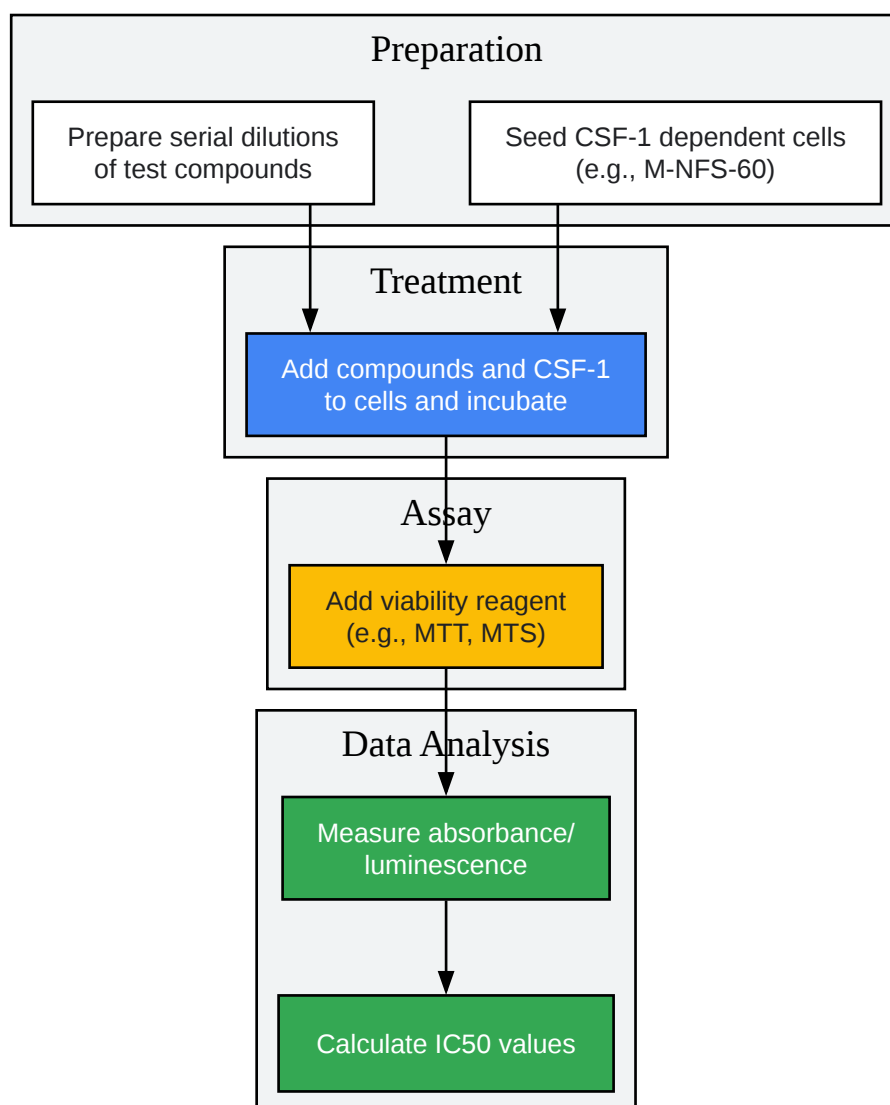 Preparation
Prepare serial dilutions
of test compounds
Seed CSF-1 dependent cells
(e.g., M-NFS-60)
Treatment
Add compounds and CSF-1
to cells and incubate
Assay
Add viability reagent
(e.g., MTT, MTS)
Data Analysis
Measure absorbance/
luminescence
Calculate IC50 values